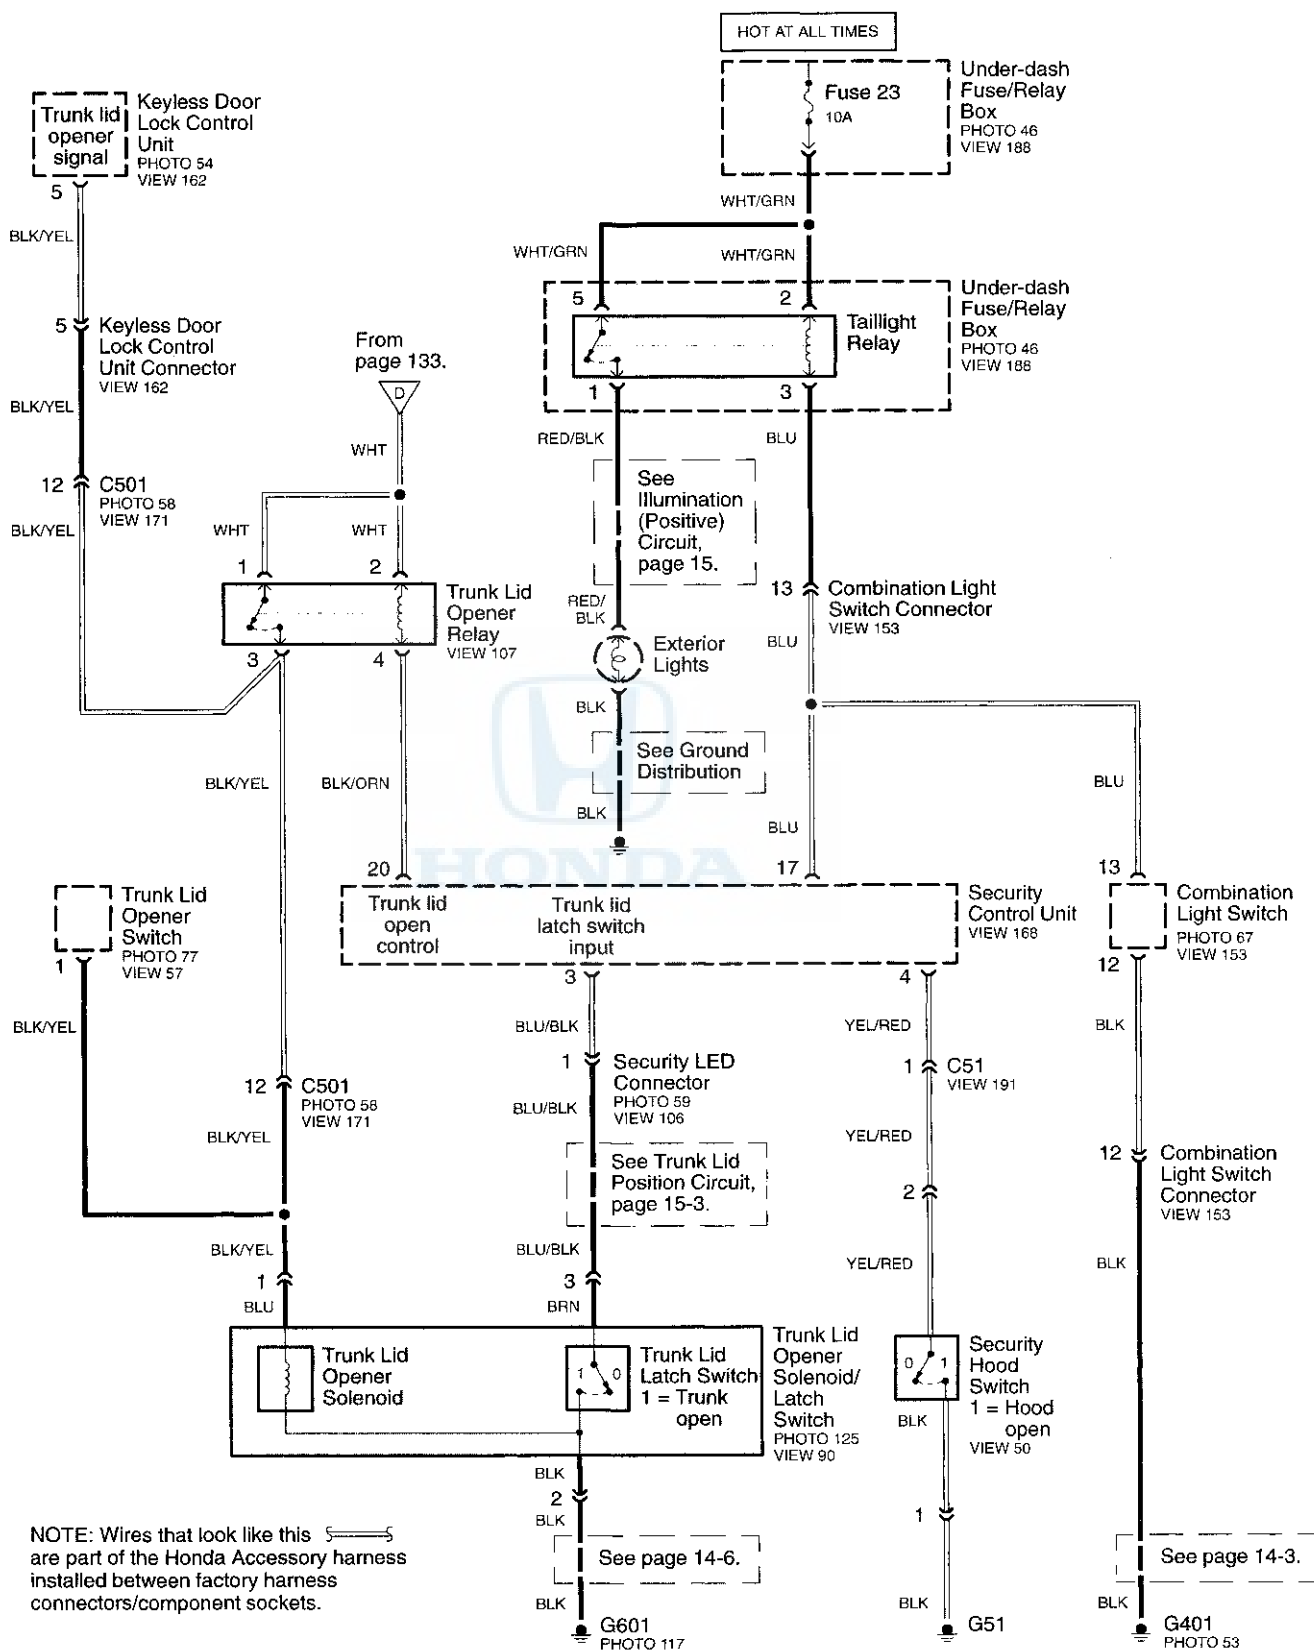 HOT AT ALL TIMES
Fuse 23
10A
Under-dash
Fuse/Relay
Box
PHOTO 46
VIEW 188
Trunk lid
opener
signal
Keyless Door
Lock Control
Unit
PHOTO 54
VIEW 162
5
BLK/YEL
WHT/GRN
WHT/GRN
WHT/GRN
5
Keyless Door
Lock Control
Unit Connector
VIEW 162
From
page 133.
D
5
2
Taillight
Relay
1
3
Under-dash
Fuse/Relay
Box
PHOTO 46
VIEW 188
BLK/YEL
WHT
RED/BLK
BLU
12
C501
PHOTO 58
VIEW 171
BLK/YEL
WHT
WHT
See
Illumination
(Positive)
Circuit,
page 15.
1
2
Trunk Lid
Opener
Relay
VIEW 107
3
4
RED/
BLK
Exterior
Lights
13
Combination Light
Switch Connector
VIEW 153
BLU
BLK
See Ground
Distribution
BLK
HONDA
BLK/YEL
BLK/ORN
BLU
BLU
20
17
13
Trunk Lid
Opener
Switch
PHOTO 77
VIEW 57
1
Trunk lid
open
control
Trunk lid
latch switch
input
Security
Control Unit
VIEW 168
Combination
Light Switch
PHOTO 67
VIEW 153
3
4
12
BLK/YEL
BLU/BLK
YEL/RED
BLK
12
C501
PHOTO 58
VIEW 171
1
Security LED
Connector
PHOTO 59
VIEW 106
1
C51
VIEW 191
BLK/YEL
BLU/BLK
YEL/RED
See Trunk Lid
Position Circuit,
page 15-3.
2
12
Combination
Light Switch
Connector
VIEW 153
BLK/YEL
BLU/BLK
YEL/RED
BLK
1
3
BLU
BRN
Trunk Lid
Opener
Solenoid
1
0
Trunk Lid
Latch Switch
1 = Trunk
open
Trunk Lid
Opener
Solenoid/
Latch
Switch
PHOTO 125
VIEW 90
0
1
Security
Hood
Switch
1 = Hood
open
VIEW 50
BLK
BLK
2
BLK
1
See page 14-6.
See page 14-3.
BLK
BLK
BLK
G601
PHOTO 117
G51
G401
PHOTO 53
NOTE: Wires that look like this
are part of the Honda Accessory harness
installed between factory harness
connectors/component sockets.